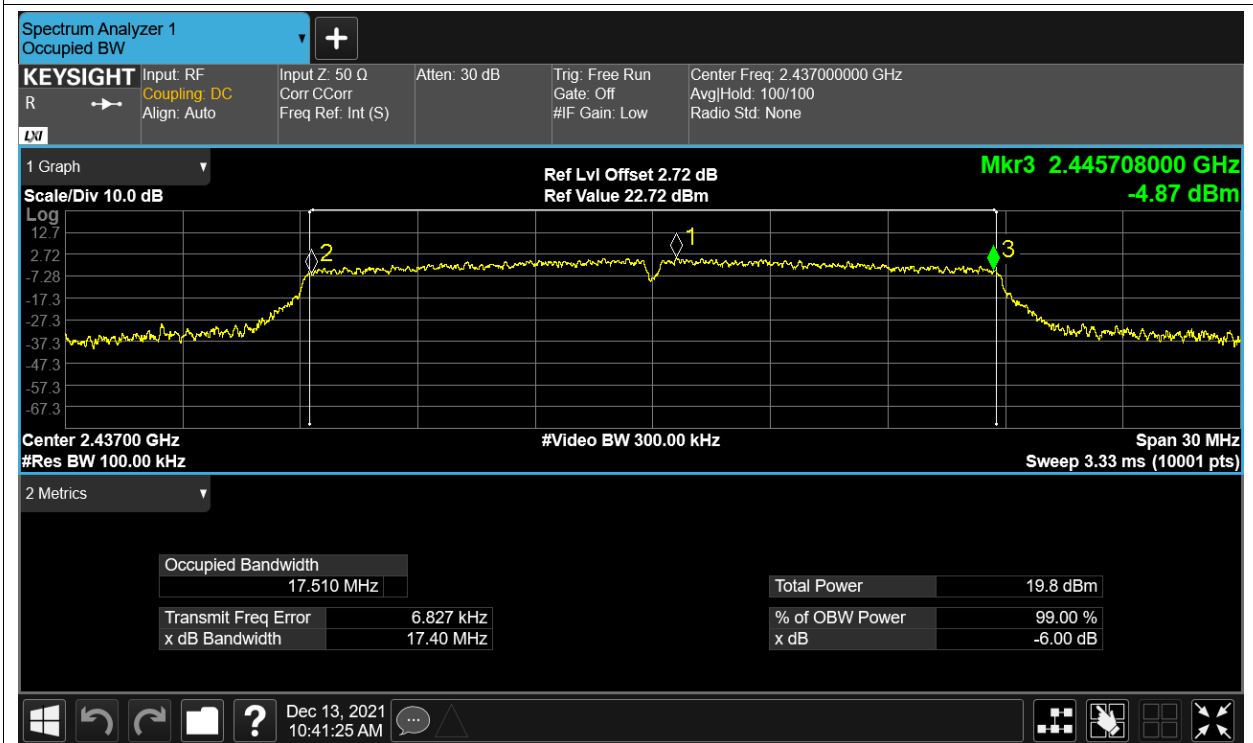 Spectrum Analyzer 1
Occupied BW
KEYSIGHT
R
LXI
Input: RF
Coupling: DC
Align: Auto
Input Z: 50 Ω
Corr CCorr
Freq Ref: Int (S)
Atten: 30 dB
Trig: Free Run
Gate: Off
#IF Gain: Low
Center Freq: 2.437000000 GHz
Avg|Hold: 100/100
Radio Std: None
1 Graph
Scale/Div 10.0 dB
Ref Lvl Offset 2.72 dB
Ref Value 22.72 dBm
Mkr3 2.445708000 GHz
-4.87 dBm
Log
12.7
2.72
-7.28
-17.3
-27.3
-37.3
-47.3
-57.3
-67.3
2
1
3
Center 2.43700 GHz
#Res BW 100.00 kHz
#Video BW 300.00 kHz
Span 30 MHz
Sweep 3.33 ms (10001 pts)
2 Metrics
Occupied Bandwidth
17.510 MHz
Transmit Freq Error 6.827 kHz
x dB Bandwidth 17.40 MHz
Total Power 19.8 dBm
% of OBW Power 99.00 %
x dB -6.00 dB
?
Dec 13, 2021
10:41:25 AM